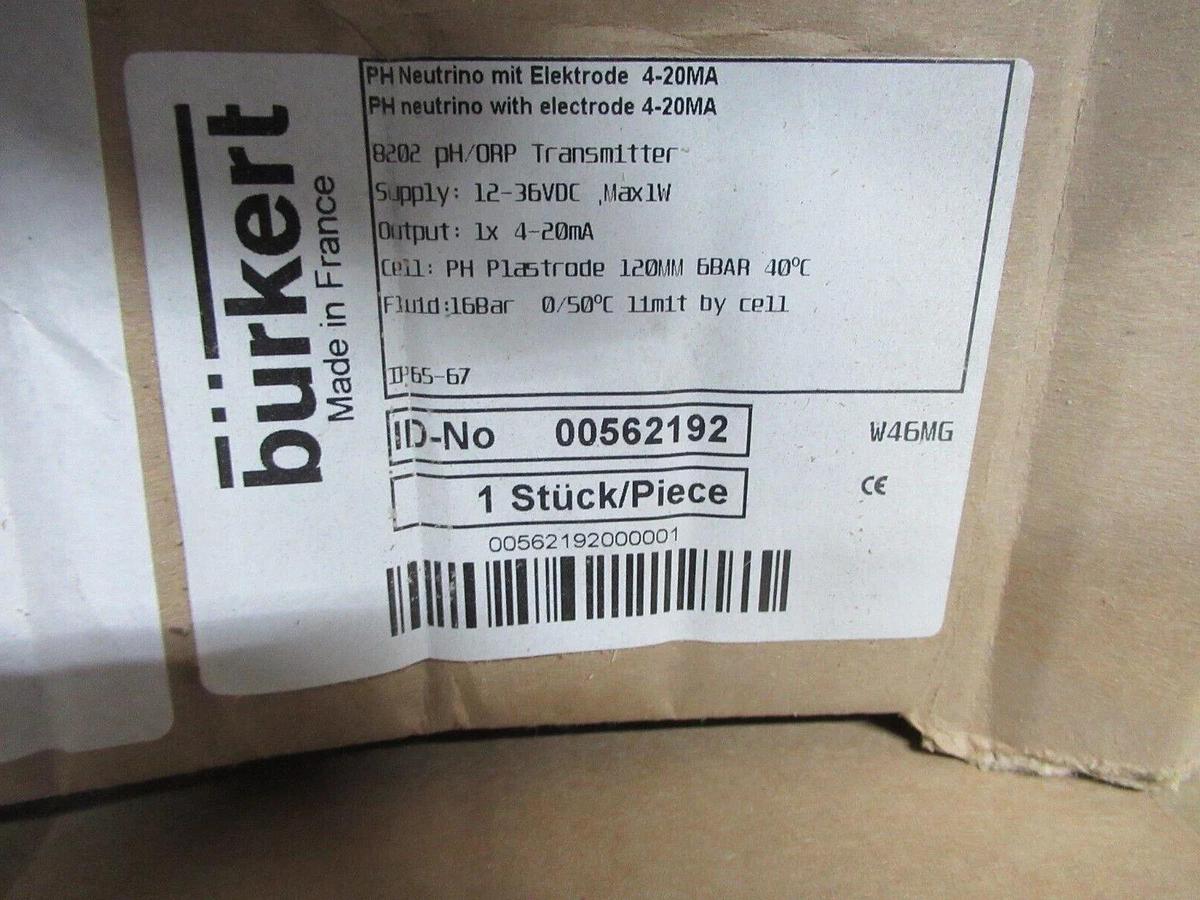 bürkert
Made in France
PH Neutrino mit Elektrode 4-20MA
PH neutrino with electrode 4-20MA
8202 pH/ORP Transmitter
Supply: 12-36VDC ,Max1W
Output: 1x 4-20mA
Cell: PH Plastrode 120MM 6BAR 40°C
Fluid:16Bar 0/50°C limit by cell
IP65-67
ID-No 00562192
W46MG
1 Stück/Piece
CE
00562192000001